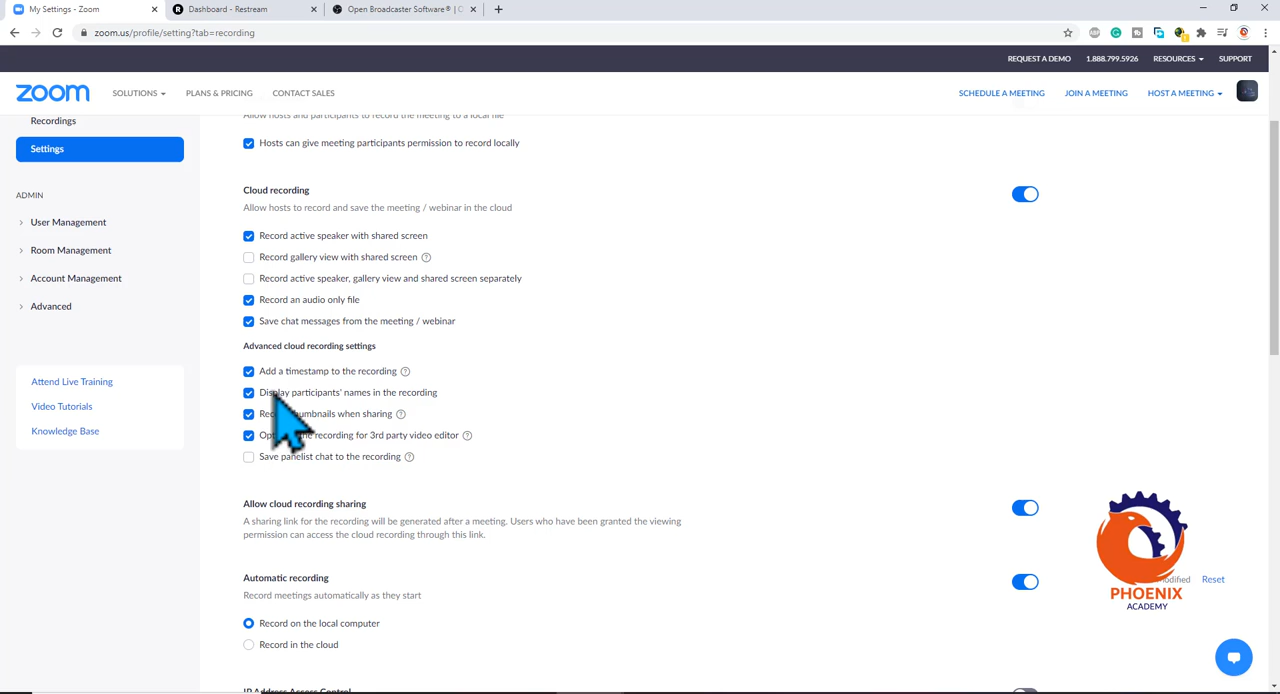 My Settings - Zoom
Dashboard - Restream
Open Broadcaster Software® | O
zoom.us/profile/setting?tab=recording
REQUEST A DEMO 1.888.799.5926 RESOURCES SUPPORT
zoom
SOLUTIONS PLANS & PRICING CONTACT SALES
SCHEDULE A MEETING JOIN A MEETING HOST A MEETING
Recordings
Settings
ADMIN
User Management
Room Management
Account Management
Advanced
Attend Live Training
Video Tutorials
Knowledge Base
Allow hosts and participants to record the meeting to a local file
Hosts can give meeting participants permission to record locally
Cloud recording
Allow hosts to record and save the meeting / webinar in the cloud
Record active speaker with shared screen
Record gallery view with shared screen
Record active speaker, gallery view and shared screen separately
Record an audio only file
Save chat messages from the meeting / webinar
Advanced cloud recording settings
Add a timestamp to the recording
Display participants' names in the recording
thumbnails when sharing
recording for 3rd party video editor
Save panelist chat to the recording
Allow cloud recording sharing
A sharing link for the recording will be generated after a meeting. Users who have been granted the viewing
permission can access the cloud recording through this link.
Automatic recording
Record meetings automatically as they start
Reset
Record on the local computer
Record in the cloud
IP Address Access Control
PHOENIX
ACADEMY